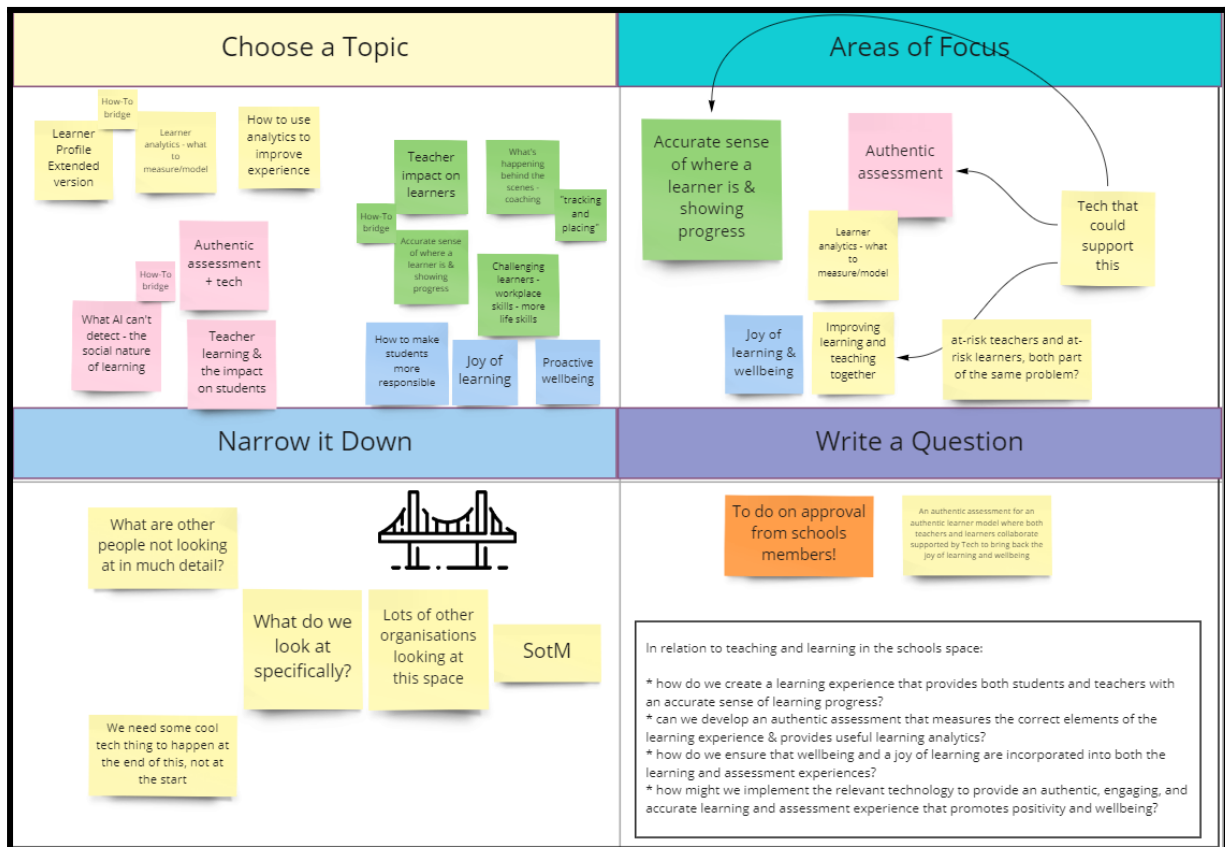 Choose a Topic
How-To
bridge
Learner
Profile
Extended
version
Learner
analytics - what
to
measure/model
How to use
analytics to
improve
experience
Teacher
impact on
learners
What's
happening
behind the
scenes -
coaching
"tracking
and
placing"
How-To
bridge
Accurate sense
of where a
learner is &
showing
progress
Challenging
learners -
workplace
skills - more
life skills
Authentic
assessment
+ tech
How-To
bridge
What AI can't
detect - the
social nature
of learning
Teacher
learning &
the impact
on students
How to make
students
more
responsible
Joy of
learning
Proactive
wellbeing
Areas of Focus
Accurate sense
of where a
learner is &
showing
progress
Authentic
assessment
Tech that
could
support
this
Learner
analytics - what
to
measure/model
Joy of
learning &
wellbeing
Improving
learning and
teaching
together
at-risk teachers and at-
risk learners, both part
of the same problem?
Narrow it Down
What are other
people not looking
at in much detail?
What do we
look at
specifically?
Lots of other
organisations
looking at
this space
SotM
We need some cool
tech thing to happen at
the end of this, not at
the start
Write a Question
To do on approval
from schools
members!
An authentic assessment for an
authentic learner model where both
teachers and learners collaborate
supported by Tech to bring back the
joy of learning and wellbeing
In relation to teaching and learning in the schools space:
* how do we create a learning experience that provides both students and teachers with
an accurate sense of learning progress?
* can we develop an authentic assessment that measures the correct elements of the
learning experience & provides useful learning analytics?
* how do we ensure that wellbeing and a joy of learning are incorporated into both the
learning and assessment experiences?
* how might we implement the relevant technology to provide an authentic, engaging, and
accurate learning and assessment experience that promotes positivity and wellbeing?